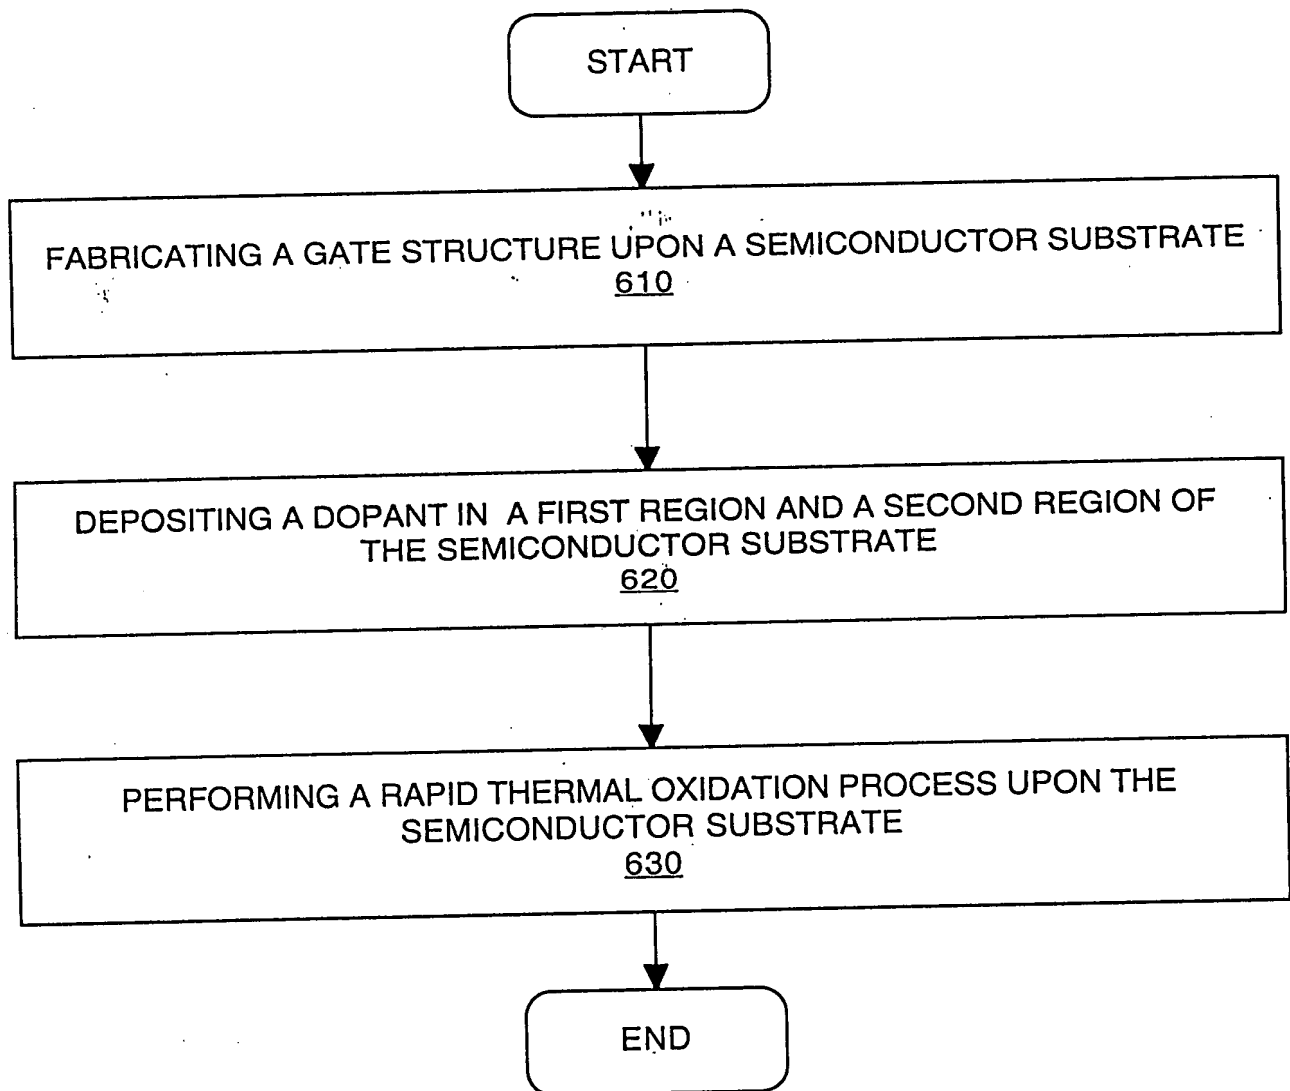 START
FABRICATING A GATE STRUCTURE UPON A SEMICONDUCTOR SUBSTRATE
610
DEPOSITING A DOPANT IN A FIRST REGION AND A SECOND REGION OF
THE SEMICONDUCTOR SUBSTRATE
620
PERFORMING A RAPID THERMAL OXIDATION PROCESS UPON THE
SEMICONDUCTOR SUBSTRATE
630
END